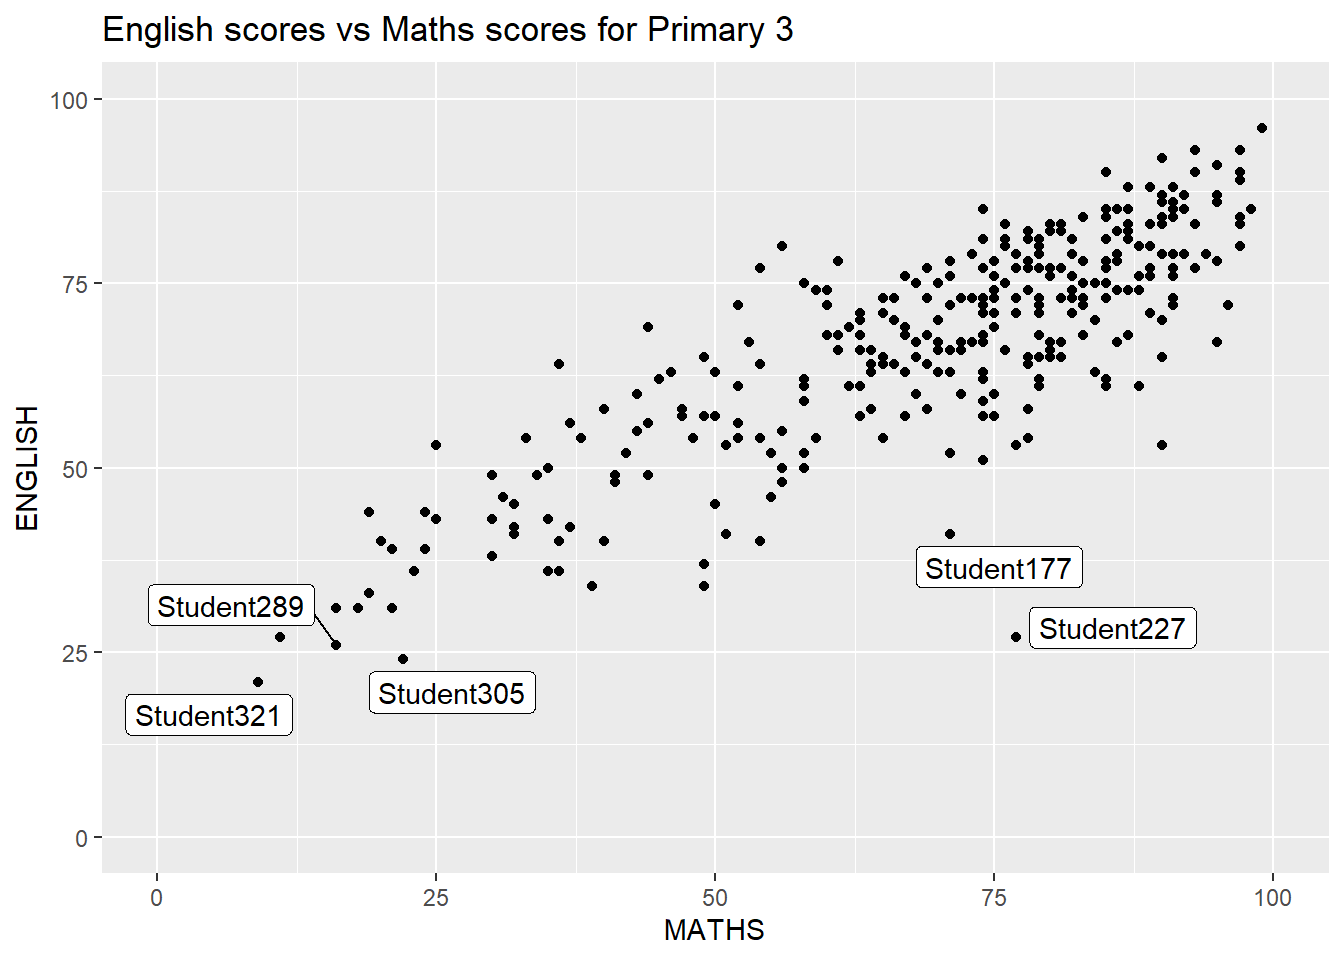 English scores vs Maths scores for Primary 3
100
75
50
25
0
ENGLISH
Student177
Student289
Student227
Student305
Student321
0 25 50 75 100
MATHS